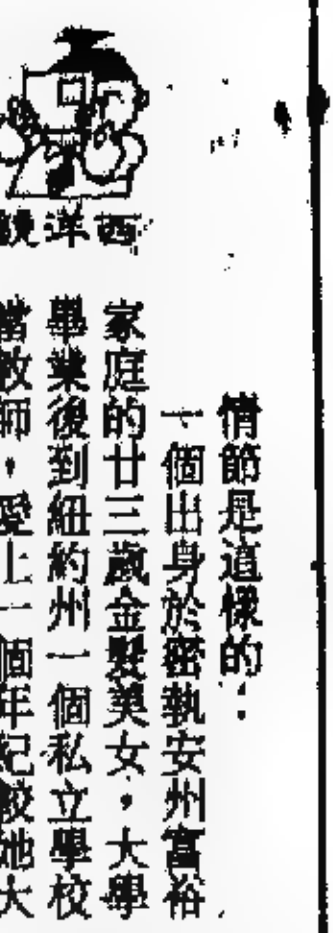 西洋鏡
情節是這樣的：
一個出身於密執安州富裕
家庭的廿三歲金髮美女，大學
畢業後到紐約州一個私立學校
當教師，愛上一個年紀較她大